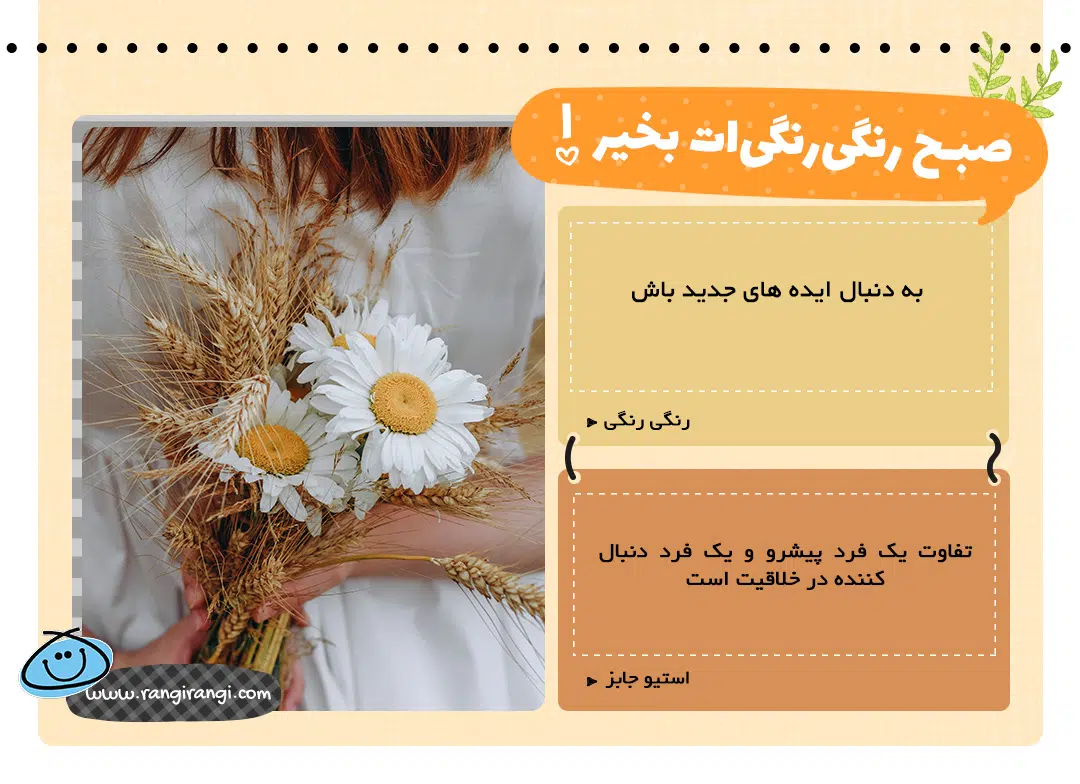 صبح رنگی‌رنگی‌ات بخیر !
به دنبال ایده های جدید باش
رنگی رنگی
تفاوت یک فرد پیشرو و یک فرد دنبال
کننده در خلاقیت است
استیو جابز
www.rangirangi.com